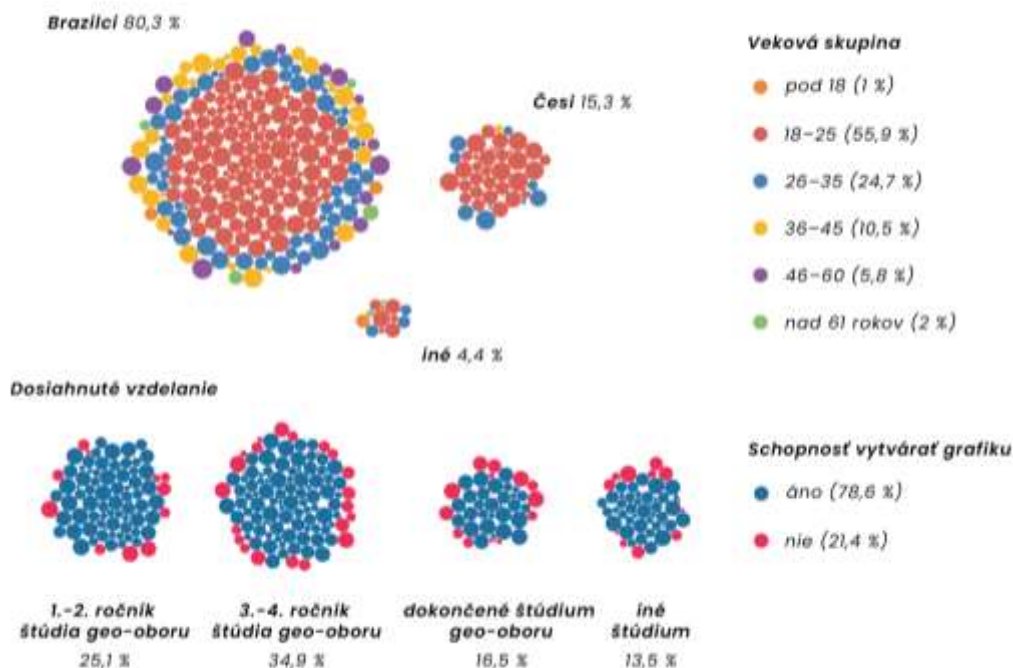 Brazílci 80,3 %
Česi 15,3 %
iné 4,4 %
Veková skupina
pod 18 (1 %)
18–25 (55,9 %)
26–35 (24,7 %)
36–45 (10,5 %)
46–60 (5,8 %)
nad 61 rokov (2 %)
Dosiahnuté vzdelanie
1.-2. ročník
štúdia geo-oboru
25,1 %
3.-4. ročník
štúdia geo-oboru
34,9 %
dokončené štúdium
geo-oboru
16,5 %
iné
štúdium
13,5 %
Schopnosť vytvárať grafiku
áno (78,6 %)
nie (21,4 %)